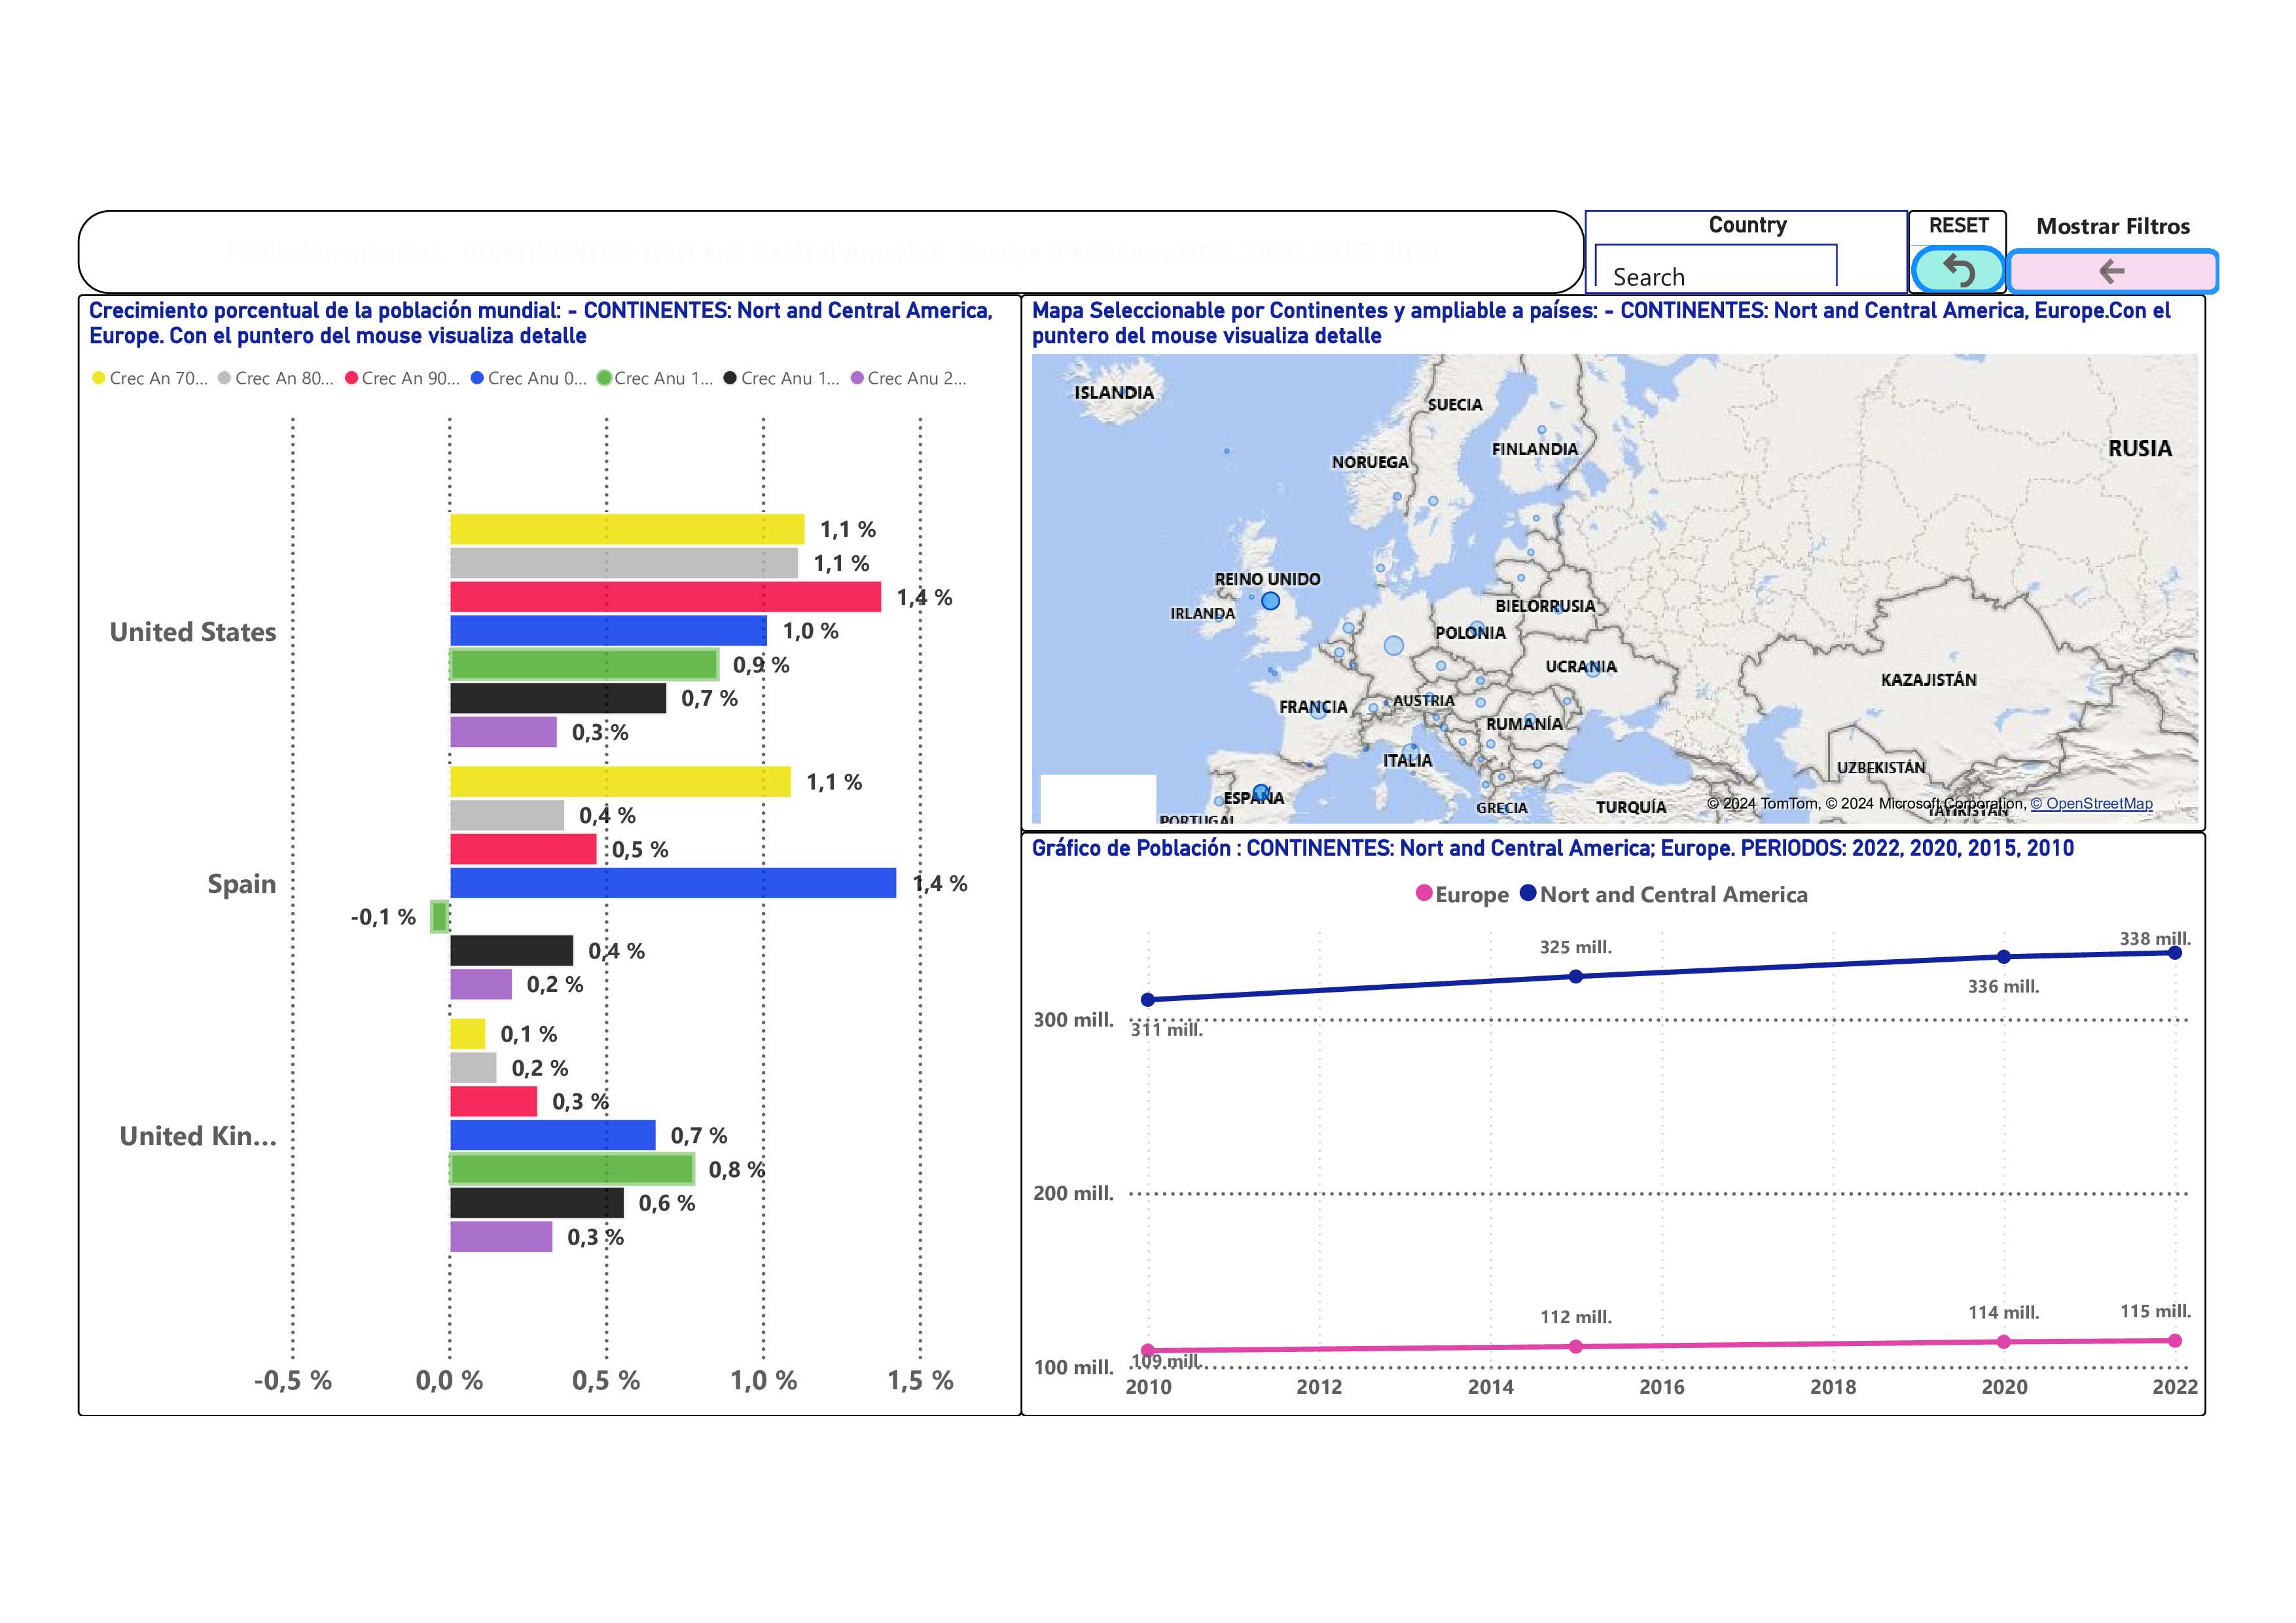 Población mundial: - CONTINENTES: Nort and Central America, Europe. Periodos : 2022, 2020, 2015, 2010
Country
Search
RESET
Mostrar Filtros
Crecimiento porcentual de la población mundial: - CONTINENTES: Nort and Central America,
Europe. Con el puntero del mouse visualiza detalle
Crec An 70... Crec An 80... Crec An 90... Crec Anu 0... Crec Anu 1... Crec Anu 1... Crec Anu 2...
United States
1,1 %
1,1 %
1,4 %
1,0 %
0,9 %
0,7 %
0,3 %
Spain
1,1 %
0,4 %
0,5 %
1,4 %
-0,1 %
0,4 %
0,2 %
United Kin...
0,1 %
0,2 %
0,3 %
0,7 %
0,8 %
0,6 %
0,3 %
-0,5 % 0,0 % 0,5 % 1,0 % 1,5 %
Mapa Seleccionable por Continentes y ampliable a países: - CONTINENTES: Nort and Central America, Europe.Con el
puntero del mouse visualiza detalle
ISLANDIA
SUECIA
FINLANDIA
NORUEGA
RUSIA
REINO UNIDO
IRLANDA
BIELORRUSIA
POLONIA
UCRANIA
KAZAJISTÁN
FRANCIA
AUSTRIA
RUMANÍA
ITALIA
UZBEKISTÁN
ESPAÑA
GRECIA
TURQUÍA
PORTUGAL
TAYIKISTÁN
© 2024 TomTom, © 2024 Microsoft Corporation, © OpenStreetMap
Gráfico de Población : CONTINENTES: Nort and Central America; Europe. PERIODOS: 2022, 2020, 2015, 2010
Europe Nort and Central America
338 mill.
325 mill.
336 mill.
300 mill.
311 mill.
200 mill.
115 mill.
114 mill.
112 mill.
109 mill.
100 mill.
2010 2012 2014 2016 2018 2020 2022